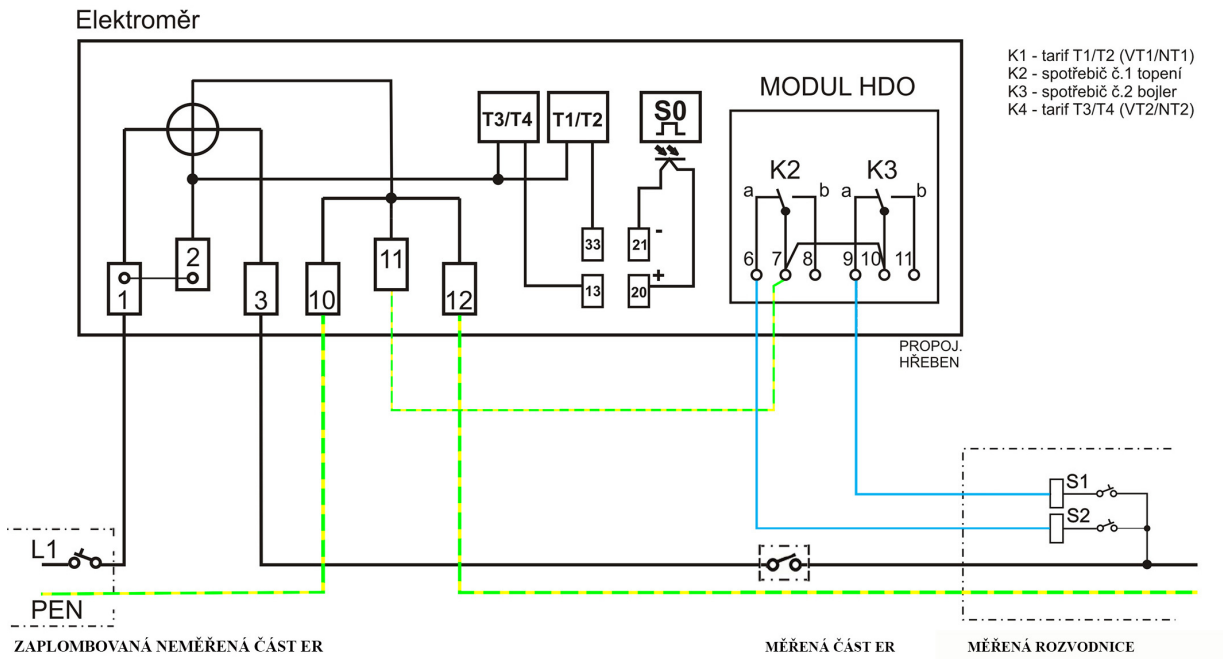 Elektroměr
K1 - tarif T1/T2 (VT1/NT1)
K2 - spotřebič č.1 topení
K3 - spotřebič č.2 bojler
K4 - tarif T3/T4 (VT2/NT2)
MODUL HDO
T3/T4
T1/T2
S0
K2
K3
a
b
a
b
33
21
-
6
7
8
9
10
11
2
11
1
3
10
12
13
20
+
PROPOJ.
HŘEBEN
S1
S2
L1
PEN
ZAPLOMBOVANÁ NEMĚŘENÁ ČÁST ER
MĚŘENÁ ČÁST ER
MĚŘENÁ ROZVODNICE